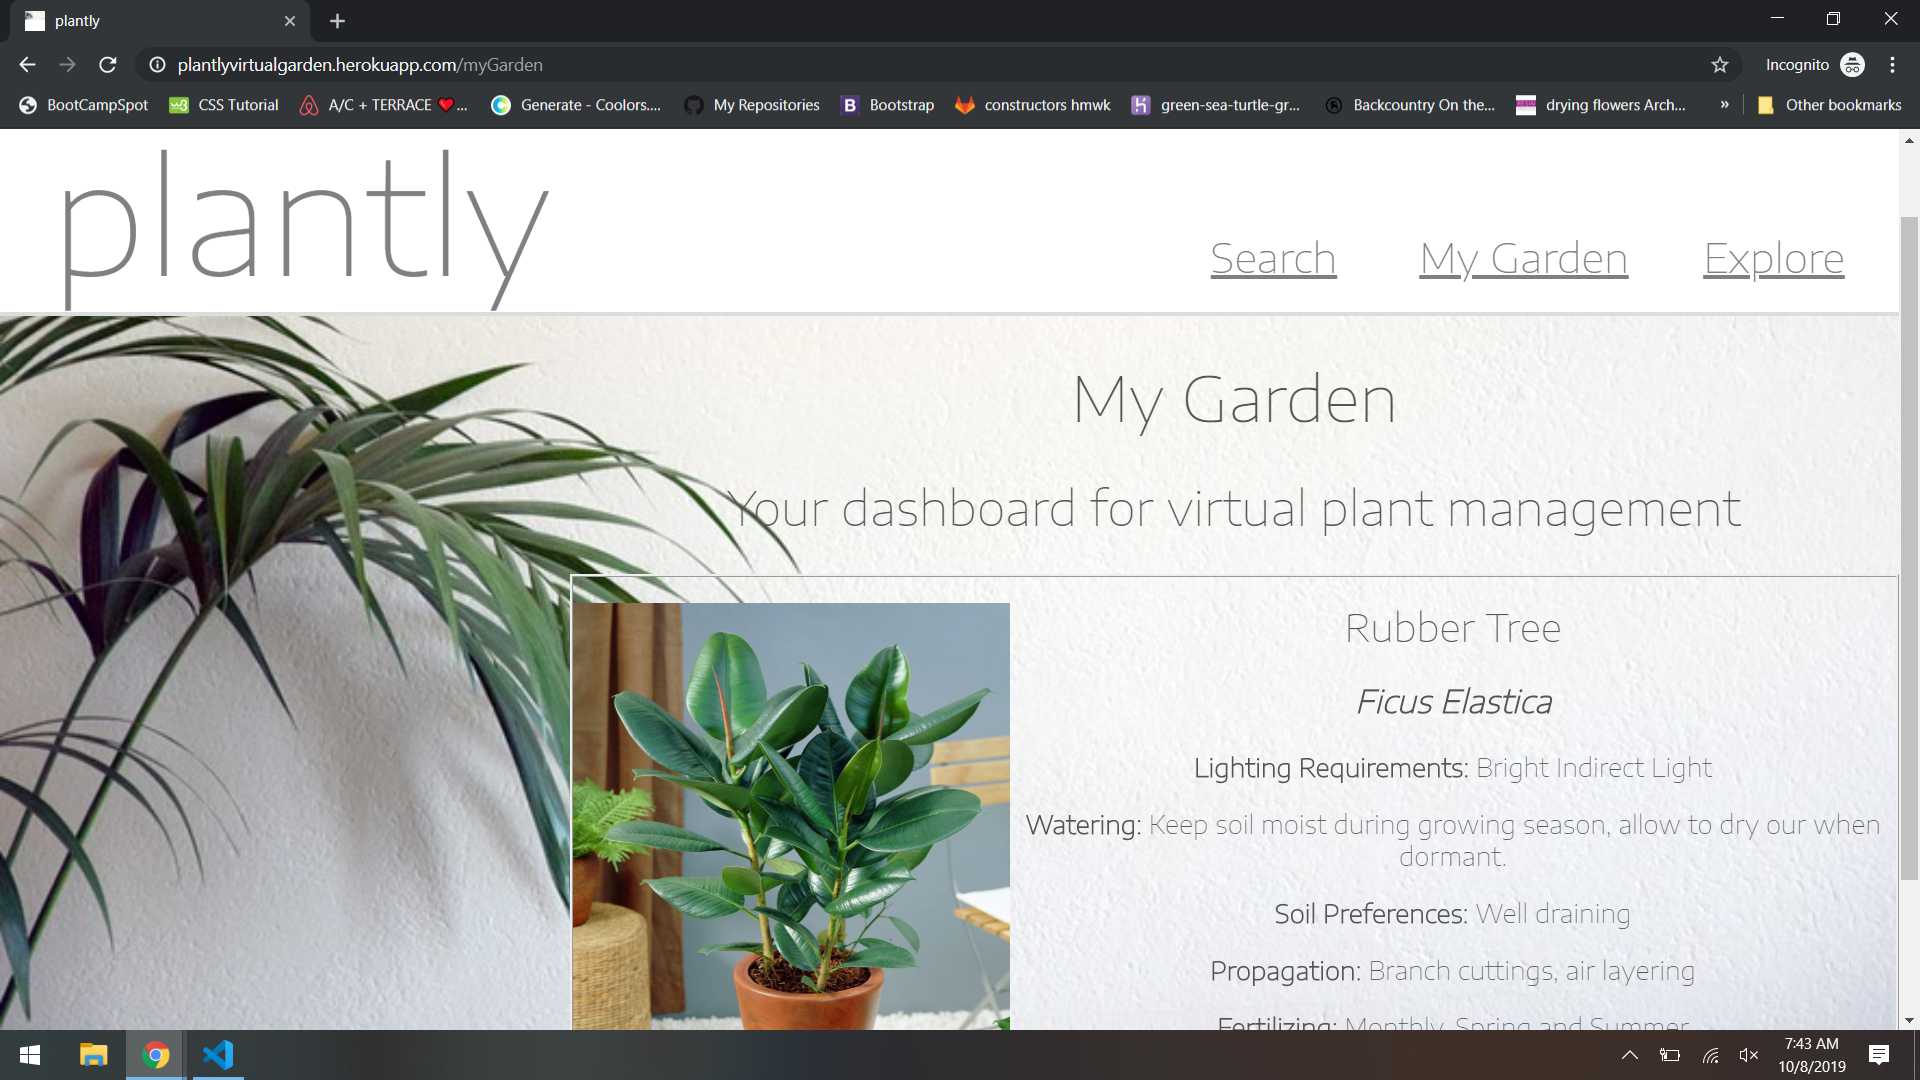 plantly
plantlyvirtualgarden.herokuapp.com/myGarden
Incognito
BootCampSpot
CSS Tutorial
A/C + TERRACE ❤️...
Generate - Coolors....
My Repositories
Bootstrap
constructors hmwk
green-sea-turtle-gr...
Backcountry On the...
drying flowers Arch...
»
Other bookmarks
plantly
Search
My Garden
Explore
My Garden
Your dashboard for virtual plant management
Rubber Tree
Ficus Elastica
Lighting Requirements: Bright Indirect Light
Watering: Keep soil moist during growing season, allow to dry our when
dormant.
Soil Preferences: Well draining
Propagation: Branch cuttings, air layering
Fertilizing: Monthly, Spring and Summer
7:43 AM
10/8/2019